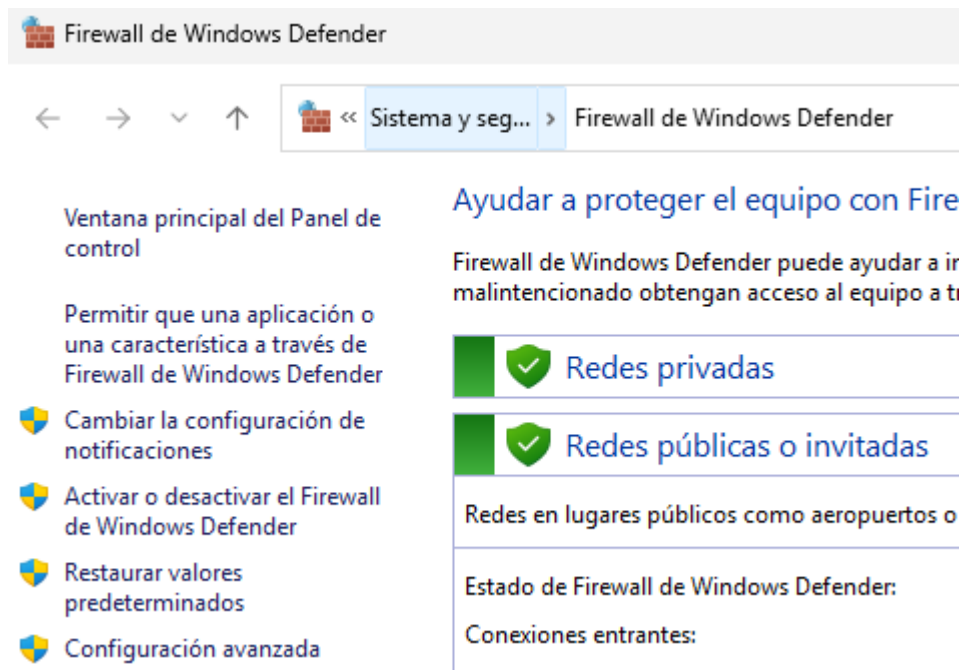 Firewall de Windows Defender
« Sistema y seg... > Firewall de Windows Defender
Ventana principal del Panel de
control
Permitir que una aplicación o
una característica a través de
Firewall de Windows Defender
Cambiar la configuración de
notificaciones
Activar o desactivar el Firewall
de Windows Defender
Restaurar valores
predeterminados
Configuración avanzada
Ayudar a proteger el equipo con Fire
Firewall de Windows Defender puede ayudar a
malintencionado obtengan acceso al equipo a
Redes privadas
Redes públicas o invitadas
Redes en lugares públicos como aeropuertos o
Estado de Firewall de Windows Defender:
Conexiones entrantes: